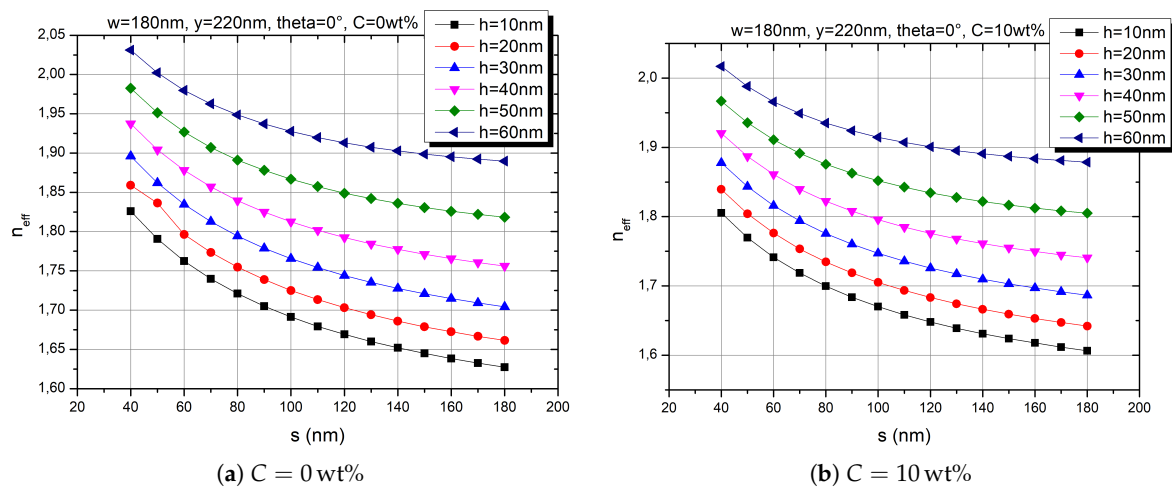 w=180nm, y=220nm, theta=0°, C=0wt%
h=10nm
h=20nm
h=30nm
h=40nm
h=50nm
h=60nm
2,05
2,00
1,95
1,90
1,85
1,80
1,75
1,70
1,65
1,60
n_eff
20 40 60 80 100 120 140 160 180 200
s (nm)
(a) C = 0 wt%
w=180nm, y=220nm, theta=0°, C=10wt%
h=10nm
h=20nm
h=30nm
h=40nm
h=50nm
h=60nm
2,0
1,9
1,8
1,7
1,6
n_eff
20 40 60 80 100 120 140 160 180 200
s (nm)
(b) C = 10 wt%